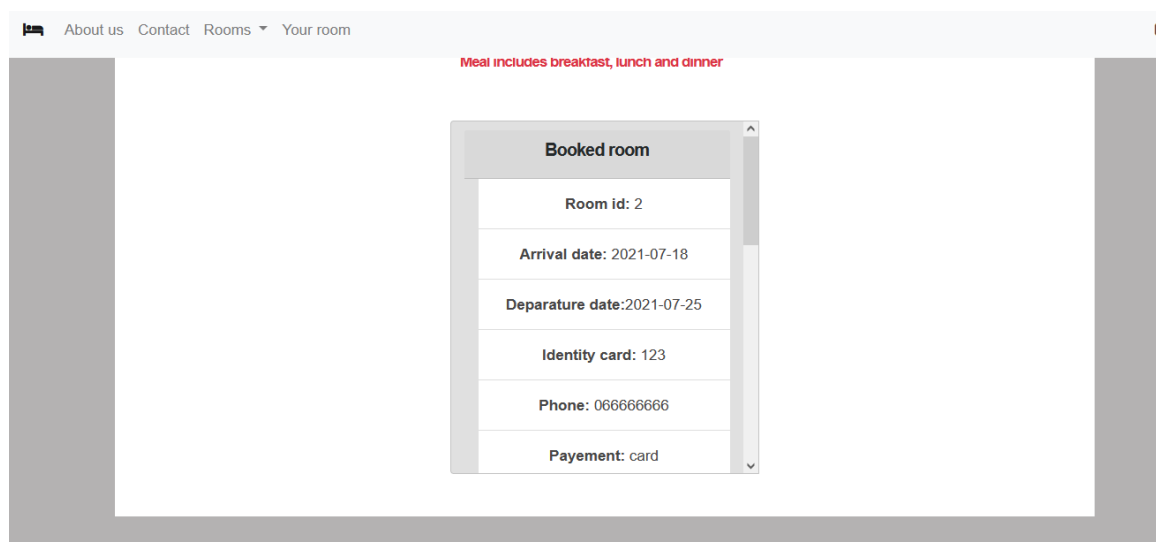 About us Contact Rooms Your room
Meal includes breakfast, lunch and dinner
Booked room
Room id: 2
Arrival date: 2021-07-18
Deparature date:2021-07-25
Identity card: 123
Phone: 066666666
Payement: card